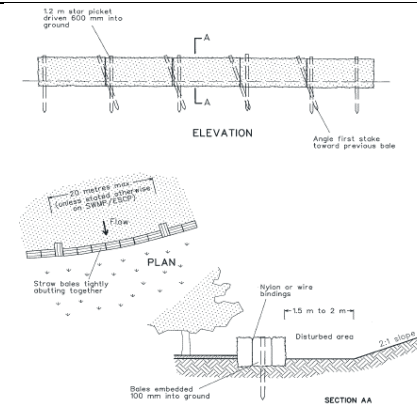 1.2 m star picket
driven 600 mm into
ground
A
A
ELEVATION
Angle first stake
toward previous bale
20 metres max.
(unless stated otherwise
on SWMP/ESCP)
Flow
Straw bales tightly
abutting together
PLAN
Nylon or wire
bindings
1.5 m to 2 m
Disturbed area
2:1 slope
Bales embedded
100 mm into ground
SECTION AA